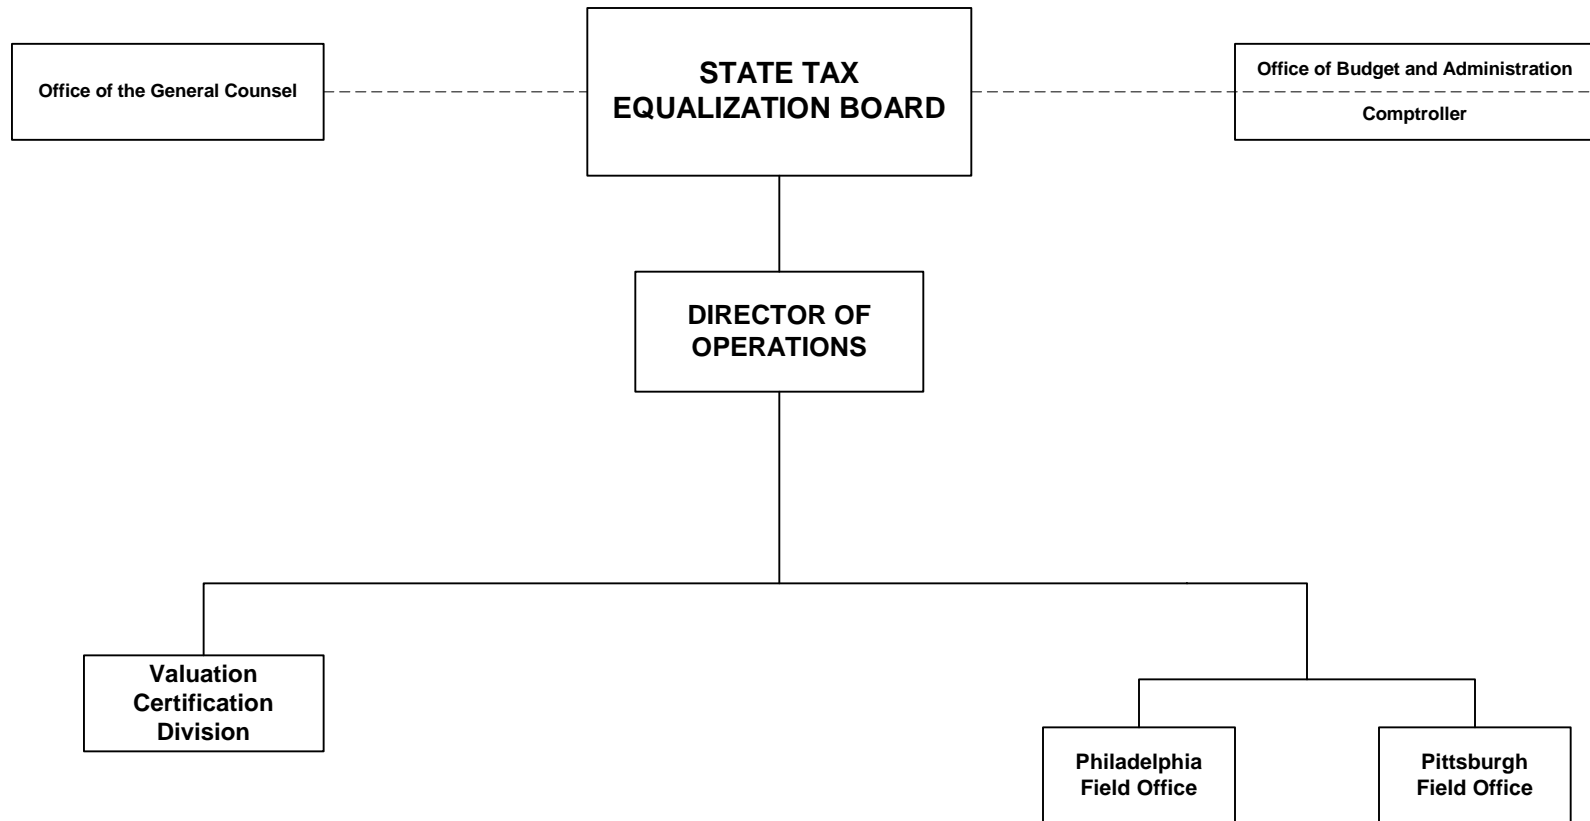 STATE TAX
EQUALIZATION BOARD
Office of the General Counsel
Office of Budget and Administration
Comptroller
DIRECTOR OF
OPERATIONS
Valuation
Certification
Division
Philadelphia
Field Office
Pittsburgh
Field Office